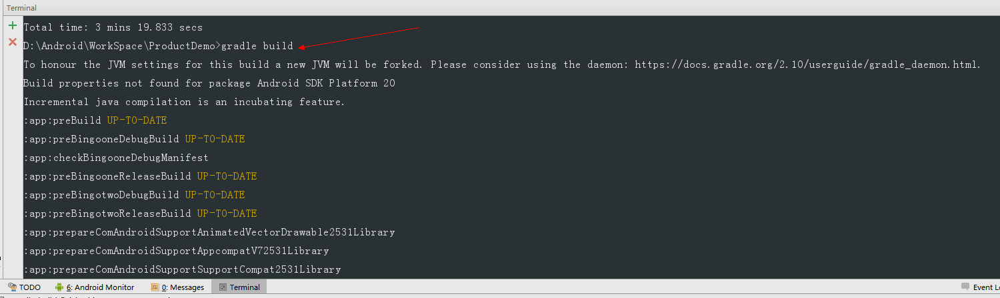 Terminal
Total time: 3 mins 19.833 secs
D:\Android\WorkSpace\ProductDemo>gradle build
To honour the JVM settings for this build a new JVM will be forked. Please consider using the daemon: https://docs.gradle.org/2.10/userguide/gradle_daemon.html.
Build properties not found for package Android SDK Platform 20
Incremental java compilation is an incubating feature.
:app:preBuild UP-TO-DATE
:app:preBingooneDebugBuild UP-TO-DATE
:app:checkBingooneDebugManifest
:app:preBingooneReleaseBuild UP-TO-DATE
:app:preBingotwoDebugBuild UP-TO-DATE
:app:preBingotwoReleaseBuild UP-TO-DATE
:app:prepareComAndroidSupportAnimatedVectorDrawable2531Library
:app:prepareComAndroidSupportAppcompatV72531Library
:app:prepareComAndroidSupportSupportCompat2531Library
TODO 6: Android Monitor 0: Messages Terminal Event